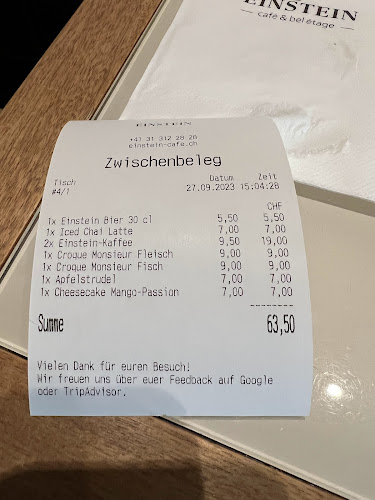 EINSTEIN
café & bel étage
EINSTEIN
+41 31 312 28 28
einstein-cafe.ch
Zwischenbeleg
Tisch Datum Zeit
#4/1 27.09.2023 15:04:28
CHF
1x Einstein Bier 30 cl 5,50 5,50
1x Iced Chai Latte 7,00 7,00
2x Einstein-Kaffee 9,50 19,00
1x Croque Monsieur Fleisch 9,00 9,00
1x Croque Monsieur Fisch 9,00 9,00
1x Apfelstrudel 7,00 7,00
1x Cheesecake Mango-Passion 7,00 7,00
--------
Summe 63,50
Vielen Dank für euren Besuch!
Wir freuen uns über euer Feedback auf Google
oder TripAdvisor.